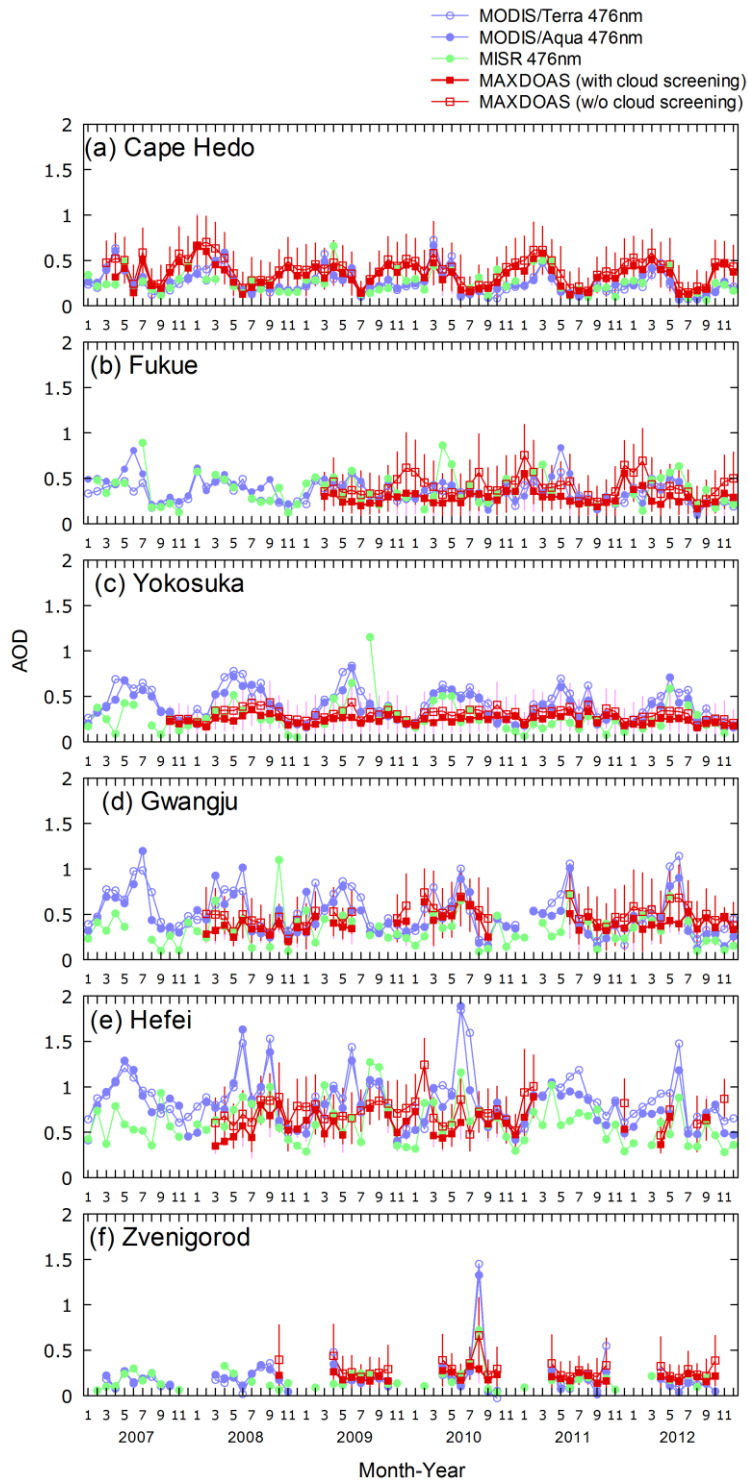 MODIS/Terra 476nm
MODIS/Aqua 476nm
MISR 476nm
MAXDOAS (with cloud screening)
MAXDOAS (w/o cloud screening)
(a) Cape Hedo
2
1.5
1
0.5
0
1 3 5 7 9 11 1 3 5 7 9 11 1 3 5 7 9 11 1 3 5 7 9 11 1 3 5 7 9 11 1 3 5 7 9 11
(b) Fukue
2
1.5
1
0.5
0
1 3 5 7 9 11 1 3 5 7 9 11 1 3 5 7 9 11 1 3 5 7 9 11 1 3 5 7 9 11 1 3 5 7 9 11
(c) Yokosuka
2
1.5
1
0.5
0
1 3 5 7 9 11 1 3 5 7 9 11 1 3 5 7 9 11 1 3 5 7 9 11 1 3 5 7 9 11 1 3 5 7 9 11
AOD
(d) Gwangju
2
1.5
1
0.5
0
1 3 5 7 9 11 1 3 5 7 9 11 1 3 5 7 9 11 1 3 5 7 9 11 1 3 5 7 9 11 1 3 5 7 9 11
(e) Hefei
2
1.5
1
0.5
0
1 3 5 7 9 11 1 3 5 7 9 11 1 3 5 7 9 11 1 3 5 7 9 11 1 3 5 7 9 11 1 3 5 7 9 11
(f) Zvenigorod
2
1.5
1
0.5
0
1 3 5 7 9 11 1 3 5 7 9 11 1 3 5 7 9 11 1 3 5 7 9 11 1 3 5 7 9 11 1 3 5 7 9 11
2007 2008 2009 2010 2011 2012
Month-Year